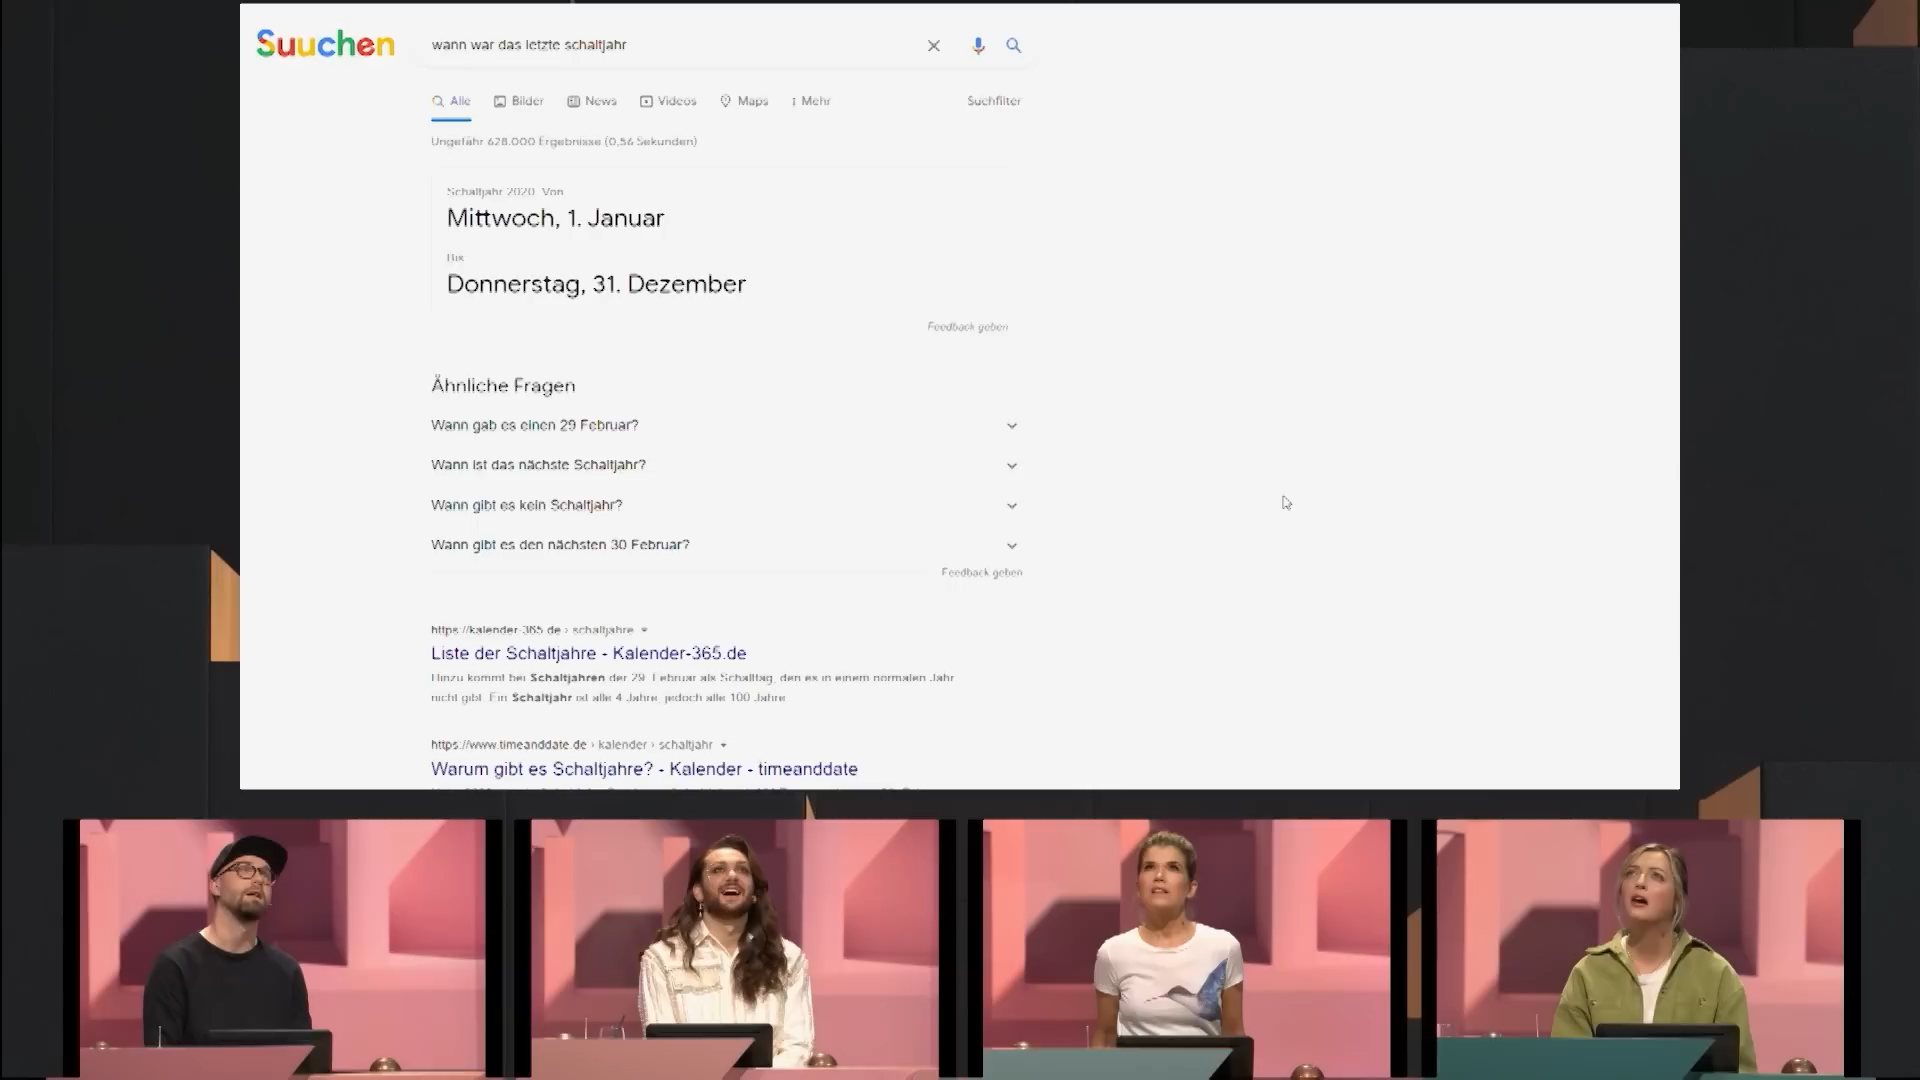 Suuchen
wann war das letzte schaltjahr
Alle Bilder News Videos Maps Mehr Suchfilter
Ungefähr 628.000 Ergebnisse (0,56 Sekunden)
Schaltjahr 2020 Von
Mittwoch, 1. Januar
Bis
Donnerstag, 31. Dezember
Feedback geben
Ähnliche Fragen
Wann gab es einen 29 Februar?
Wann ist das nächste Schaltjahr?
Wann gibt es kein Schaltjahr?
Wann gibt es den nächsten 30 Februar?
Feedback geben
https://kalender-365.de › schaltjahre
Liste der Schaltjahre - Kalender-365.de
Hinzu kommt bei Schaltjahren der 29. Februar als Schalttag, den es in einem normalen Jahr
nicht gibt. Ein Schaltjahr ist alle 4 Jahre, jedoch alle 100 Jahre
https://www.timeanddate.de › kalender › schaltjahr
Warum gibt es Schaltjahre? - Kalender - timeanddate